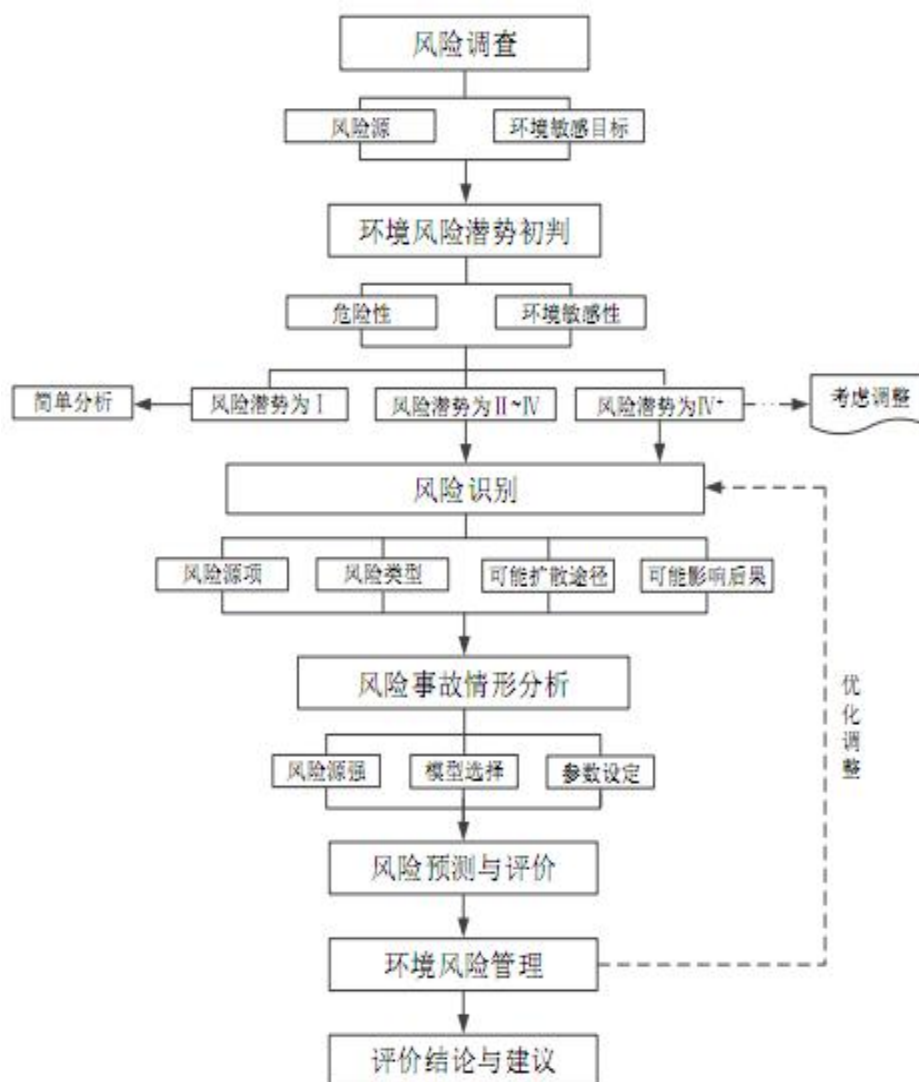 风险调查
风险源
环境敏感目标
环境风险潜势初判
危险性
环境敏感性
简单分析
风险潜势为Ⅰ
风险潜势为Ⅱ~Ⅳ
风险潜势为Ⅳ+
考虑调整
风险识别
风险源项
风险类型
可能扩散途径
可能影响后果
风险事故情形分析
风险源强
模型选择
参数设定
优化调整
风险预测与评价
环境风险管理
评价结论与建议